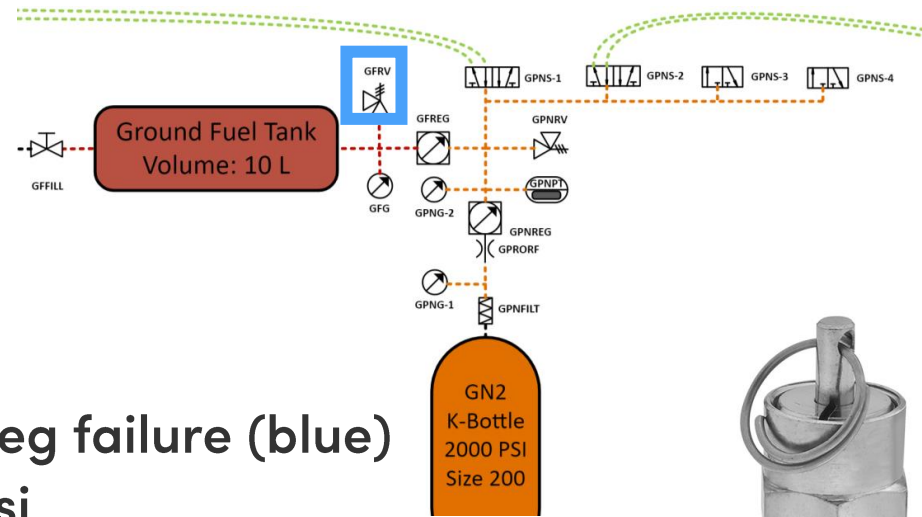 GFRV
GPNS-1
GPNS-2
GPNS-3
GPNS-4
GFREG
GPNRV
Ground Fuel Tank
Volume: 10 L
GFFILL
GFG
GPNG-2
GPNPT
GPNREG
GPRORF
GPNG-1
GPNFILT
GN2
K-Bottle
2000 PSI
Size 200
eg failure (blue)
si